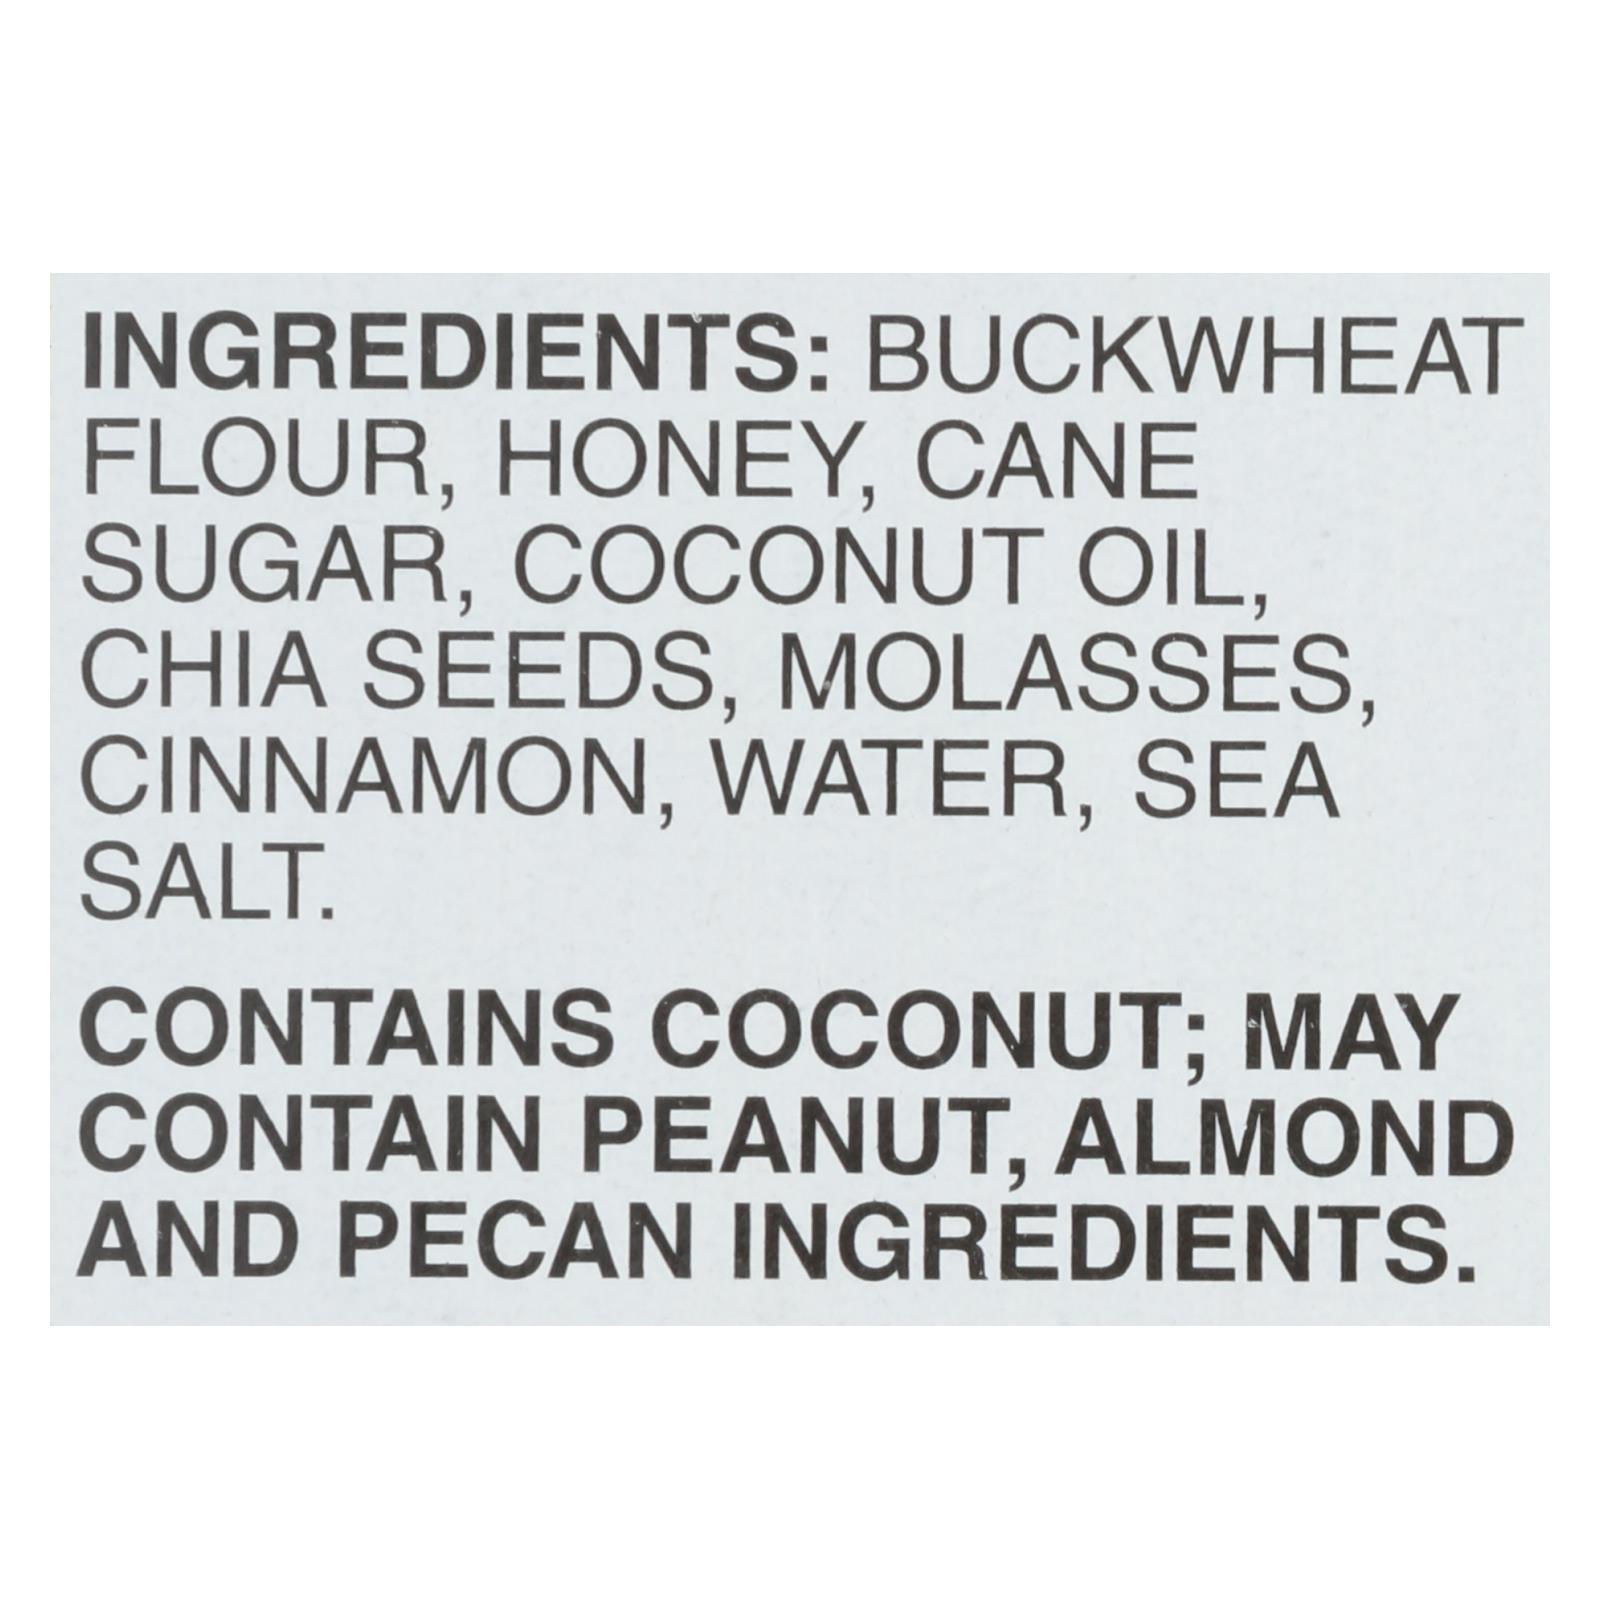 INGREDIENTS: BUCKWHEAT
FLOUR, HONEY, CANE
SUGAR, COCONUT OIL,
CHIA SEEDS, MOLASSES,
CINNAMON, WATER, SEA
SALT.
CONTAINS COCONUT; MAY
CONTAIN PEANUT, ALMOND
AND PECAN INGREDIENTS.